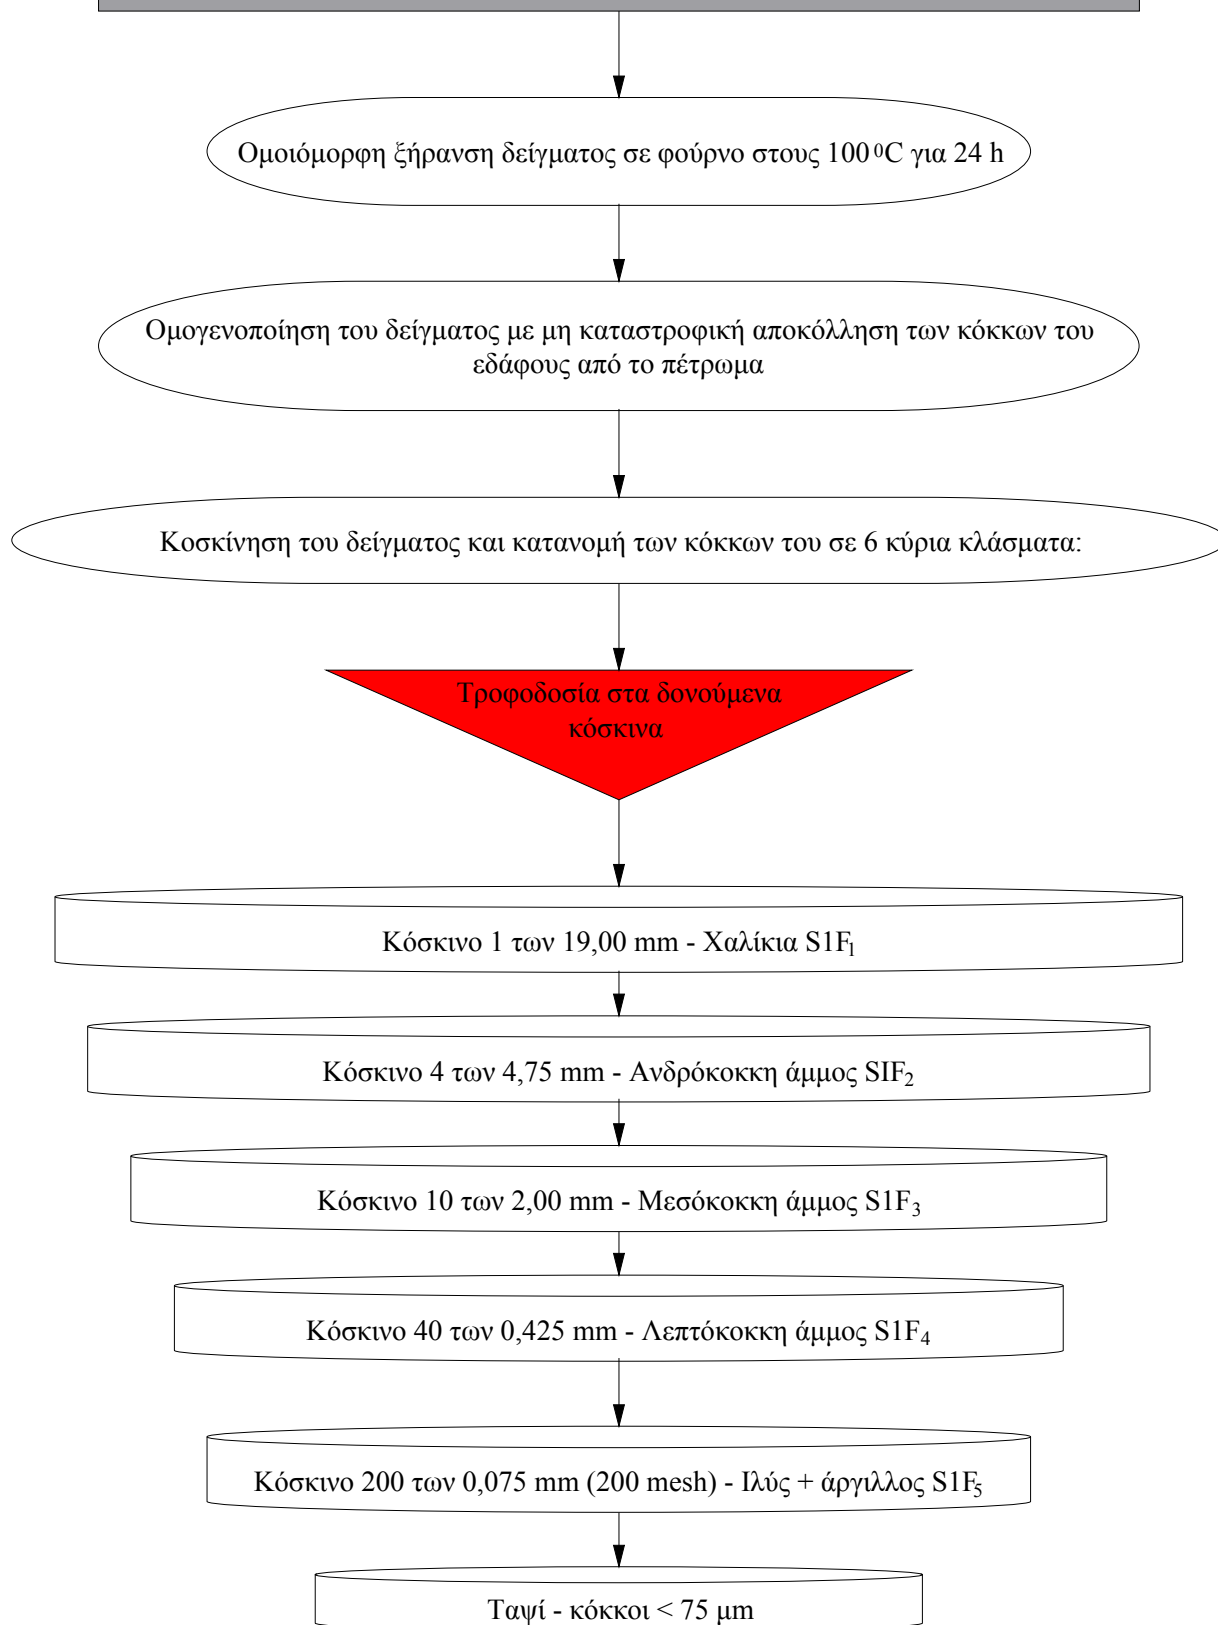 Ομοιόμορφη ξήρανση δείγματος σε φούρνο στους 100⁰C για 24 h
Ομογενοποίηση του δείγματος με μη καταστροφική αποκόλληση των κόκκων του
εδάφους από το πέτρωμα
Κοσκίνηση του δείγματος και κατανομή των κόκκων του σε 6 κύρια κλάσματα:
Τροφοδοσία στα δονούμενα
κόσκινα
Κόσκινο 1 των 19,00 mm - Χαλίκια S1F₁
Κόσκινο 4 των 4,75 mm - Ανδρόκοκκη άμμος SIF₂
Κόσκινο 10 των 2,00 mm - Μεσόκοκκη άμμος S1F₃
Κόσκινο 40 των 0,425 mm - Λεπτόκοκκη άμμος S1F₄
Κόσκινο 200 των 0,075 mm (200 mesh) - Ιλύς + άργιλλος S1F₅
Ταψί - κόκκοι < 75 μm